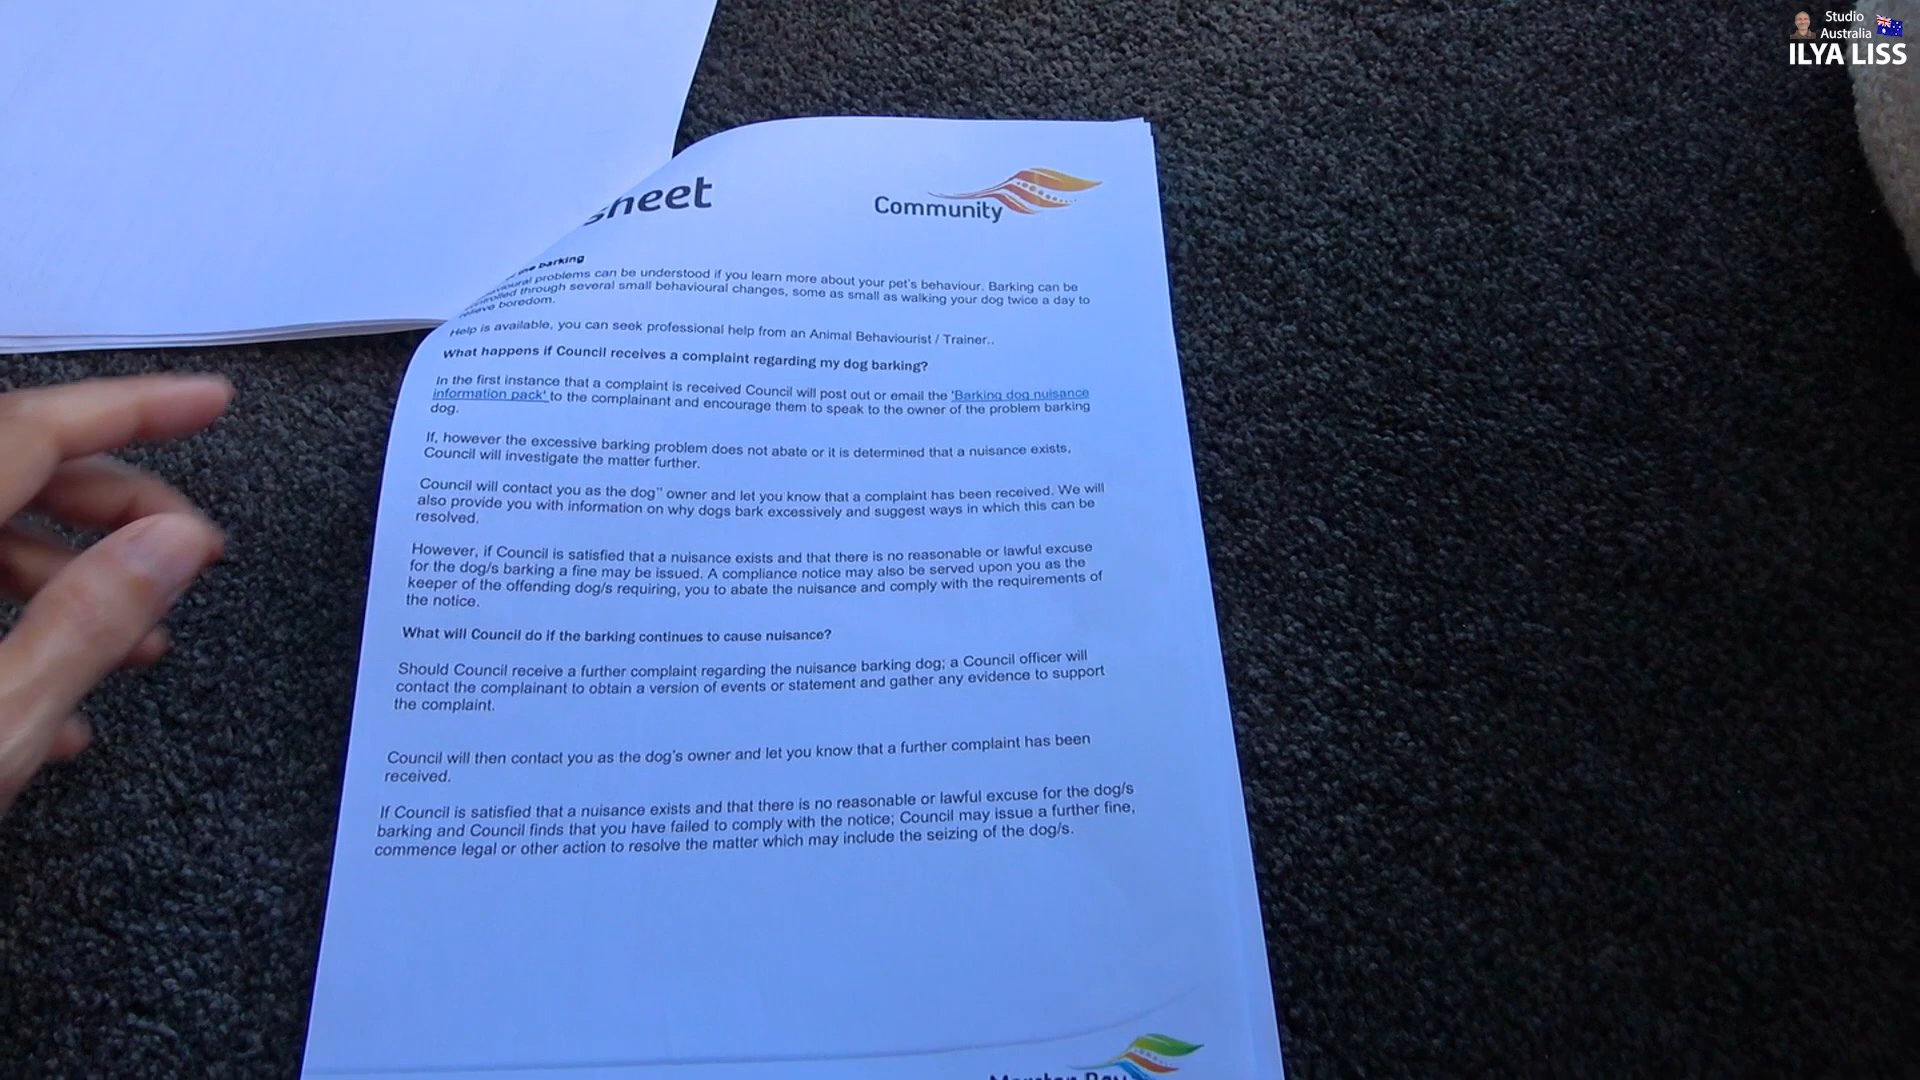 Studio
Australia
ILYA LISS
sheet
Community
the barking
problems can be understood if you learn more about your pet's behaviour. Barking can be
through several small behavioural changes, some as small as walking your dog twice a day to
relieve boredom.
Help is available, you can seek professional help from an Animal Behaviourist / Trainer..
What happens if Council receives a complaint regarding my dog barking?
In the first instance that a complaint is received Council will post out or email the 'Barking dog nuisance
information pack' to the complainant and encourage them to speak to the owner of the problem barking
dog.
If, however the excessive barking problem does not abate or it is determined that a nuisance exists,
Council will investigate the matter further.
Council will contact you as the dog" owner and let you know that a complaint has been received. We will
also provide you with information on why dogs bark excessively and suggest ways in which this can be
resolved.
However, if Council is satisfied that a nuisance exists and that there is no reasonable or lawful excuse
for the dog/s barking a fine may be issued. A compliance notice may also be served upon you as the
keeper of the offending dog/s requiring, you to abate the nuisance and comply with the requirements of
the notice.
What will Council do if the barking continues to cause nuisance?
Should Council receive a further complaint regarding the nuisance barking dog; a Council officer will
contact the complainant to obtain a version of events or statement and gather any evidence to support
the complaint.
Council will then contact you as the dog's owner and let you know that a further complaint has been
received.
If Council is satisfied that a nuisance exists and that there is no reasonable or lawful excuse for the dog/s
barking and Council finds that you have failed to comply with the notice; Council may issue a further fine,
commence legal or other action to resolve the matter which may include the seizing of the dog/s.